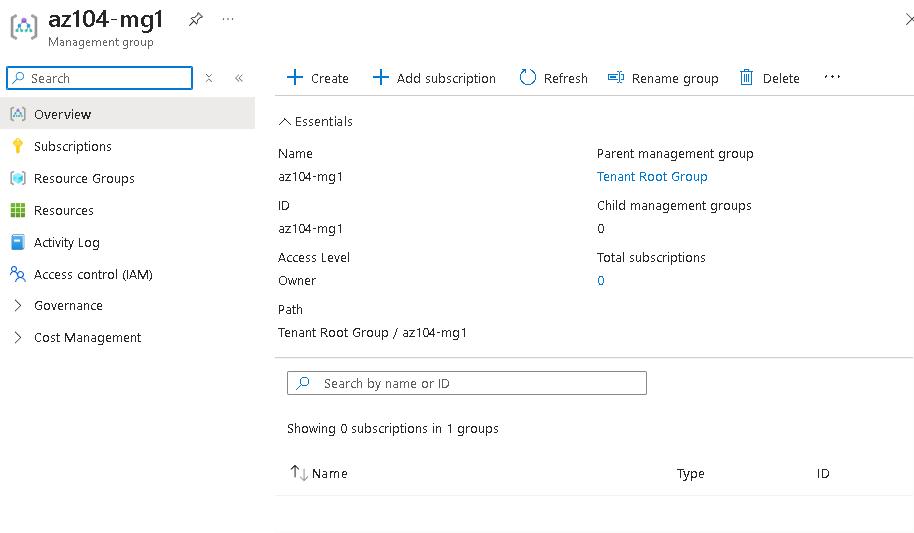 az104-mg1
Management group
Search
Overview
Subscriptions
Resource Groups
Resources
Activity Log
Access control (IAM)
Governance
Cost Management
Create Add subscription Refresh Rename group Delete
Essentials
Name
az104-mg1
ID
az104-mg1
Access Level
Owner
Path
Tenant Root Group / az104-mg1
Parent management group
Tenant Root Group
Child management groups
0
Total subscriptions
0
Search by name or ID
Showing 0 subscriptions in 1 groups
Name Type ID